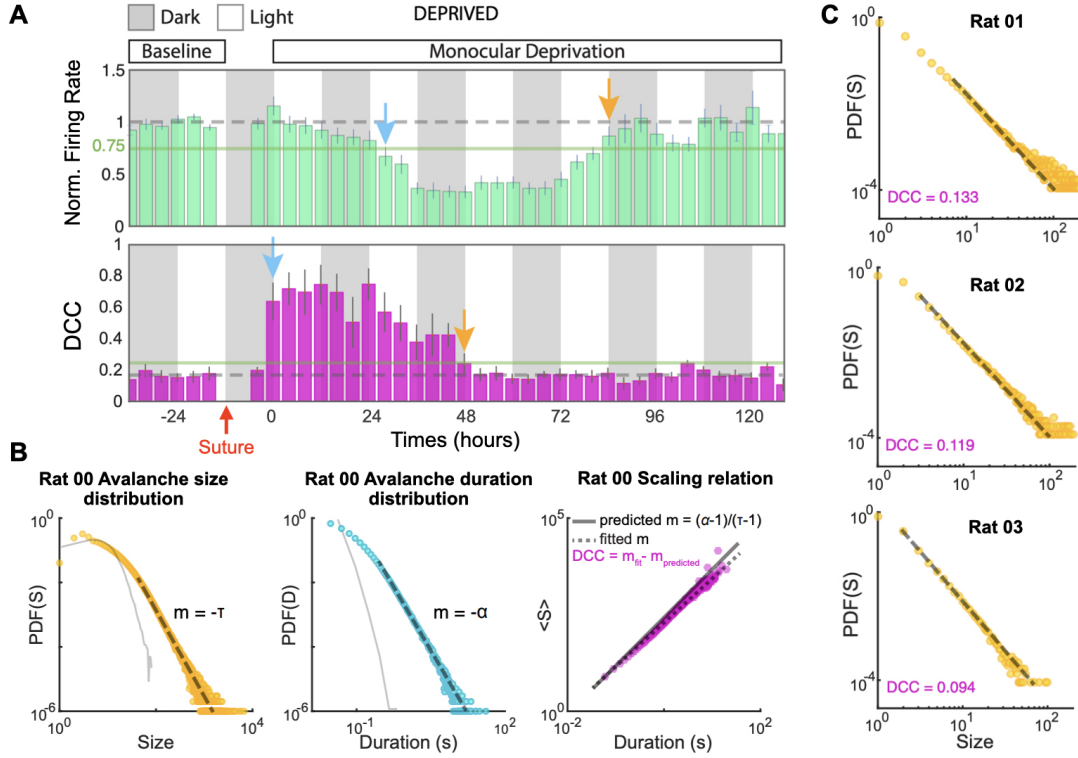 A
Dark
Light
DEPRIVED
Baseline
Monocular Deprivation
Norm. Firing Rate
1.5
1
0.75
0.5
0
DCC
1
0.8
0.6
0.4
0.2
0
-24
0
24
48
72
96
120
Suture
Times (hours)
B
Rat 00 Avalanche size
distribution
PDF(S)
10^0
m = -τ
10^6
10^0
10^4
Size
Rat 00 Avalanche duration
distribution
PDF(D)
10^0
m = -α
10^6
10^-1
10^2
Duration (s)
Rat 00 Scaling relation
<S>
10^5
predicted m = (α-1)/(τ-1)
fitted m
DCC = m_fit- m_predicted
10^0
10^-2
10^2
Duration (s)
C
Rat 01
PDF(S)
10^0
10^-4
DCC = 0.133
10^0
10^1
10^2
Rat 02
PDF(S)
10^0
10^-4
DCC = 0.119
10^0
10^1
10^2
Rat 03
PDF(S)
10^0
10^-4
DCC = 0.094
10^0
10^1
10^2
Size